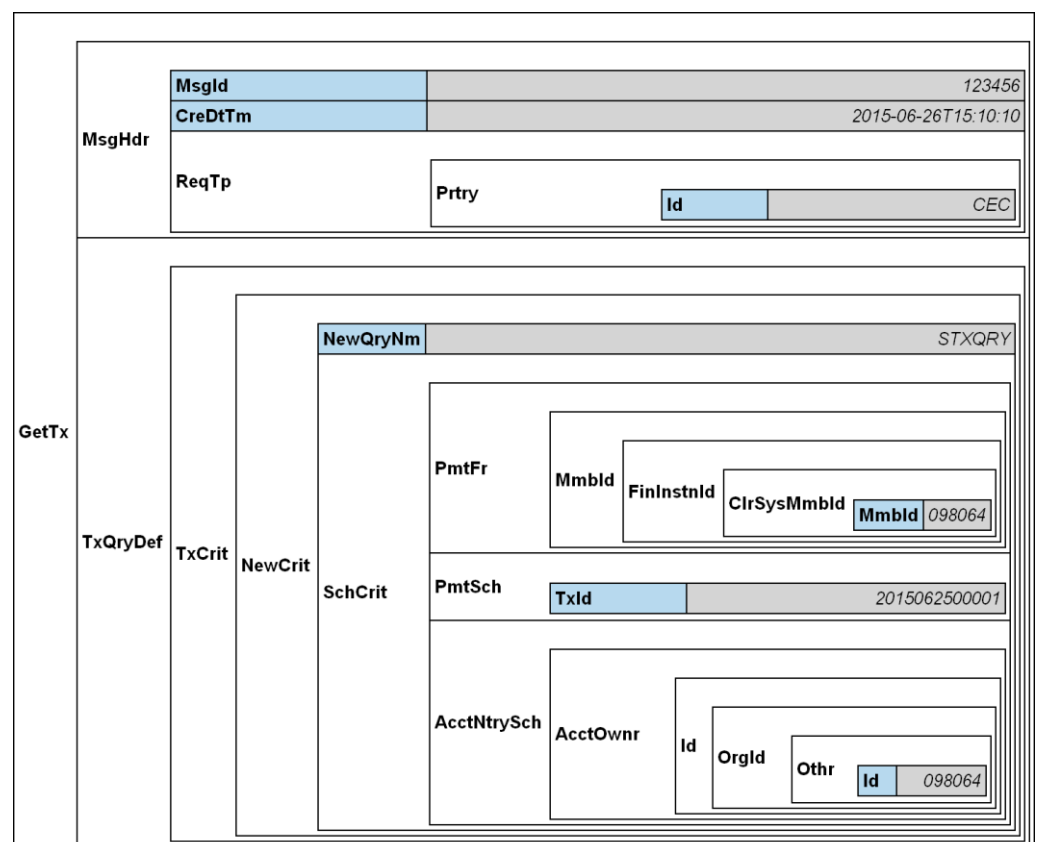 MsgId 123456
CreDtTm 2015-06-26T15:10:10
MsgHdr
ReqTp
Prtry
Id CEC
NewQryNm STXQRY
GetTx
PmtFr
MmbId
FinInstnId
ClrSysMmbId
MmbId 098064
TxQryDef
TxCrit
NewCrit
SchCrit
PmtSch
TxId 2015062500001
AcctNtrySch
AcctOwnr
Id
OrgId
Othr
Id 098064